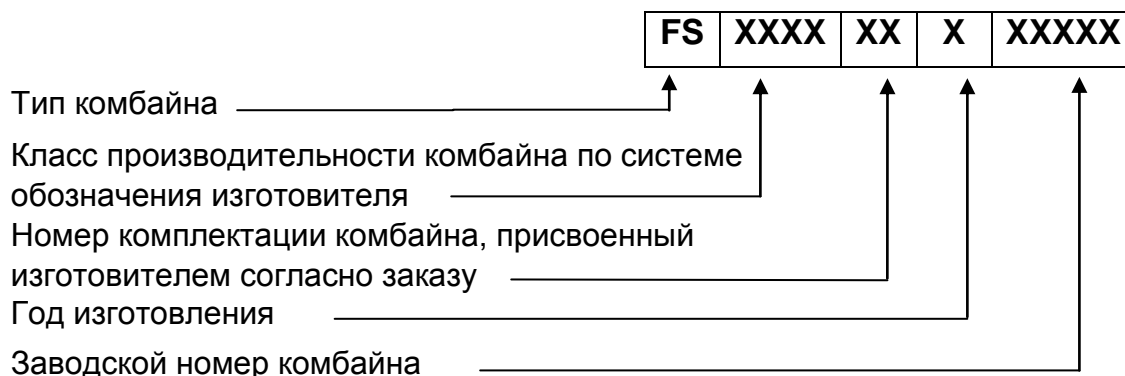 FS XXXX XX X XXXXX
Тип комбайна
Класс производительности комбайна по системе
обозначения изготовителя
Номер комплектации комбайна, присвоенный
изготовителем согласно заказу
Год изготовления
Заводской номер комбайна